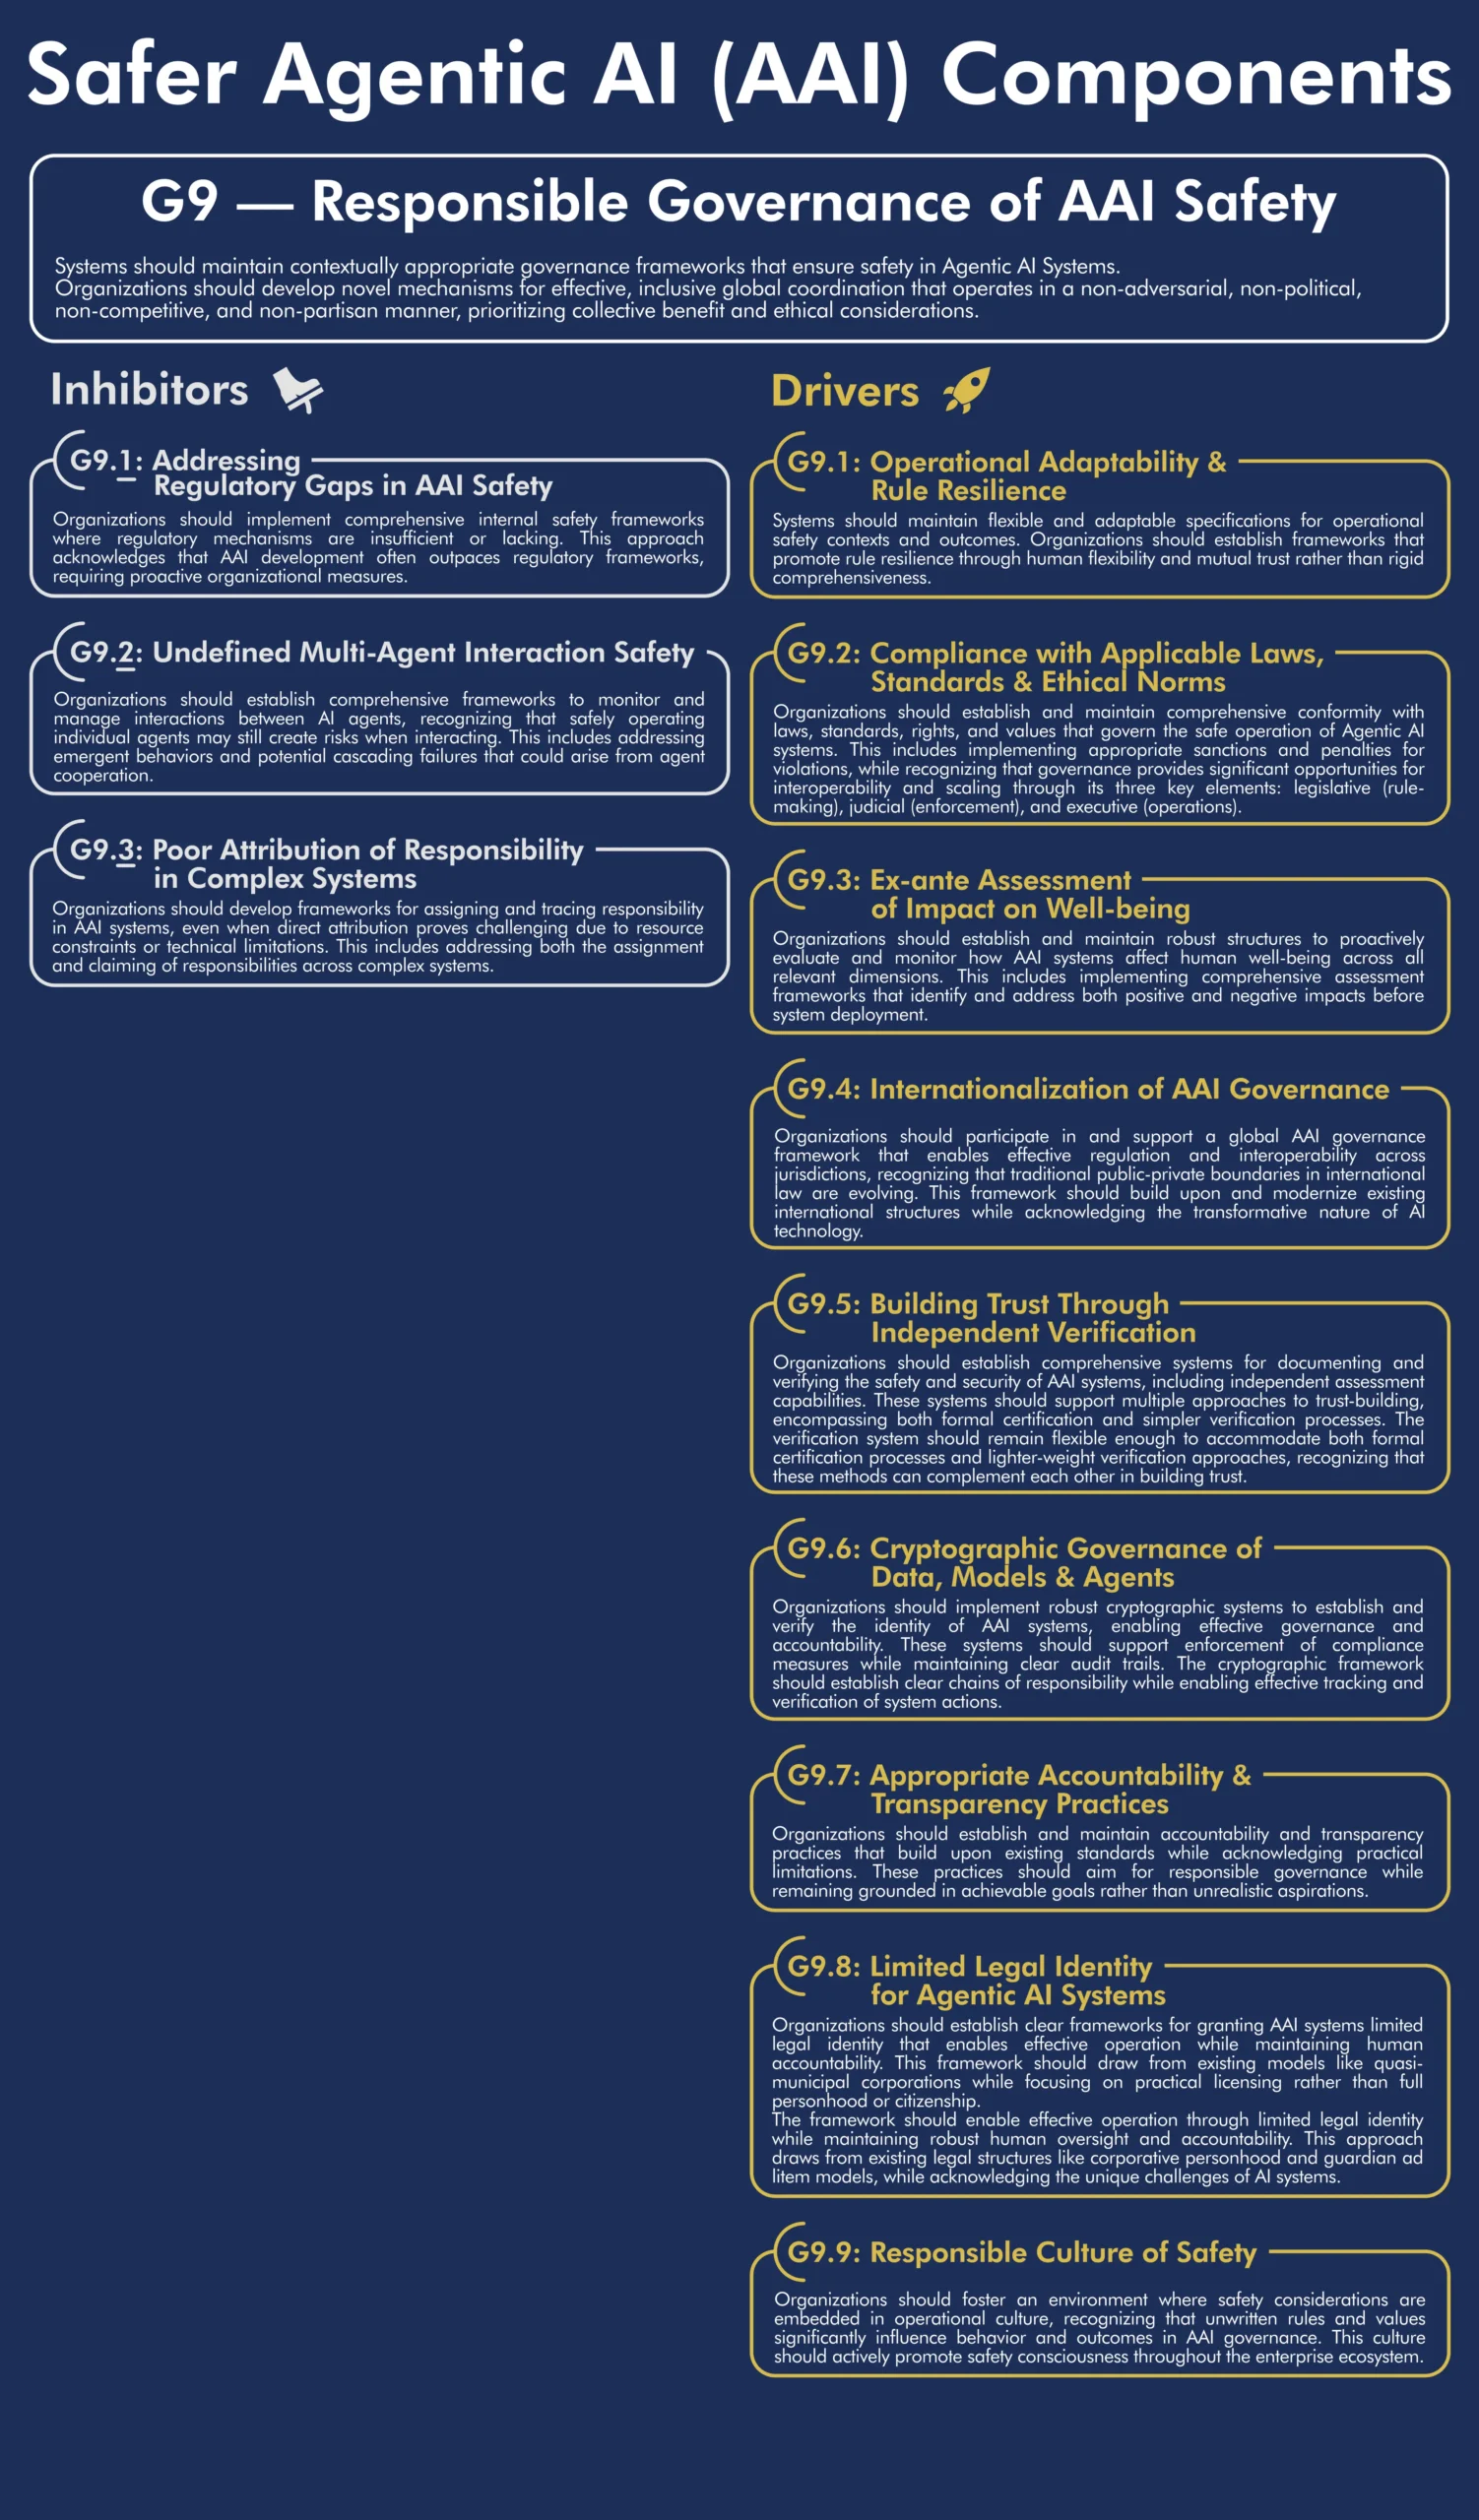 Safer Agentic AI (AAI) Components
G9 — Responsible Governance of AAI Safety
Systems should maintain contextually appropriate governance frameworks that ensure safety in Agentic AI Systems.
Organizations should develop novel mechanisms for effective, inclusive global coordination that operates in a non-adversarial, non-political,
non-competitive, and non-partisan manner, prioritizing collective benefit and ethical considerations.
Inhibitors
G9.1: Addressing
Regulatory Gaps in AAI Safety
Organizations should implement comprehensive internal safety frameworks
where regulatory mechanisms are insufficient or lacking. This approach
acknowledges that AAI development often outpaces regulatory frameworks,
requiring proactive organizational measures.
G9.2: Undefined Multi-Agent Interaction Safety
Organizations should establish comprehensive frameworks to monitor and
manage interactions between AI agents, recognizing that safely operating
individual agents may still create risks when interacting. This includes addressing
emergent behaviors and potential cascading failures that could arise from agent
cooperation.
G9.3: Poor Attribution of Responsibility
in Complex Systems
Organizations should develop frameworks for assigning and tracing responsibility
in AAI systems, even when direct attribution proves challenging due to resource
constraints or technical limitations. This includes addressing both the assignment
and claiming of responsibilities across complex systems.
Drivers
G9.1: Operational Adaptability &
Rule Resilience
Systems should maintain flexible and adaptable specifications for operational
safety contexts and outcomes. Organizations should establish frameworks that
promote rule resilience through human flexibility and mutual trust rather than rigid
comprehensiveness.
G9.2: Compliance with Applicable Laws,
Standards & Ethical Norms
Organizations should establish and maintain comprehensive conformity with
laws, standards, rights, and values that govern the safe operation of Agentic AI
systems. This includes implementing appropriate sanctions and penalties for
violations, while recognizing that governance provides significant opportunities for
interoperability and scaling through its three key elements: legislative (rule-
making), judicial (enforcement), and executive (operations).
G9.3: Ex-ante Assessment
of Impact on Well-being
Organizations should establish and maintain robust structures to proactively
evaluate and monitor how AAI systems affect human well-being across all
relevant dimensions. This includes implementing comprehensive assessment
frameworks that identify and address both positive and negative impacts before
system deployment.
G9.4: Internationalization of AAI Governance
Organizations should participate in and support a global AAI governance
framework that enables effective regulation and interoperability across
jurisdictions, recognizing that traditional public-private boundaries in international
law are evolving. This framework should build upon and modernize existing
international structures while acknowledging the transformative nature of AI
technology.
G9.5: Building Trust Through
Independent Verification
Organizations should establish comprehensive systems for documenting and
verifying the safety and security of AAI systems, including independent assessment
capabilities. These systems should support multiple approaches to trust-building,
encompassing both formal certification and simpler verification processes. The
verification system should remain flexible enough to accommodate both formal
certification processes and lighter-weight verification approaches, recognizing that
these methods can complement each other in building trust.
G9.6: Cryptographic Governance of
Data, Models & Agents
Organizations should implement robust cryptographic systems to establish and
verify the identity of AAI systems, enabling effective governance and
accountability. These systems should support enforcement of compliance
measures while maintaining clear audit trails. The cryptographic framework
should establish clear chains of responsibility while enabling effective tracking and
verification of system actions.
G9.7: Appropriate Accountability &
Transparency Practices
Organizations should establish and maintain accountability and transparency
practices that build upon existing standards while acknowledging practical
limitations. These practices should aim for responsible governance while
remaining grounded in achievable goals rather than unrealistic aspirations.
G9.8: Limited Legal Identity
for Agentic AI Systems
Organizations should establish clear frameworks for granting AAI systems limited
legal identity that enables effective operation while maintaining human
accountability. This framework should draw from existing models like quasi-
municipal corporations while focusing on practical licensing rather than full
personhood or citizenship.
The framework should enable effective operation through limited legal identity
while maintaining robust human oversight and accountability. This approach
draws from existing legal structures like corporative personhood and guardian ad
litem models, while acknowledging the unique challenges of AI systems.
G9.9: Responsible Culture of Safety
Organizations should foster an environment where safety considerations are
embedded in operational culture, recognizing that unwritten rules and values
significantly influence behavior and outcomes in AAI governance. This culture
should actively promote safety consciousness throughout the enterprise ecosystem.